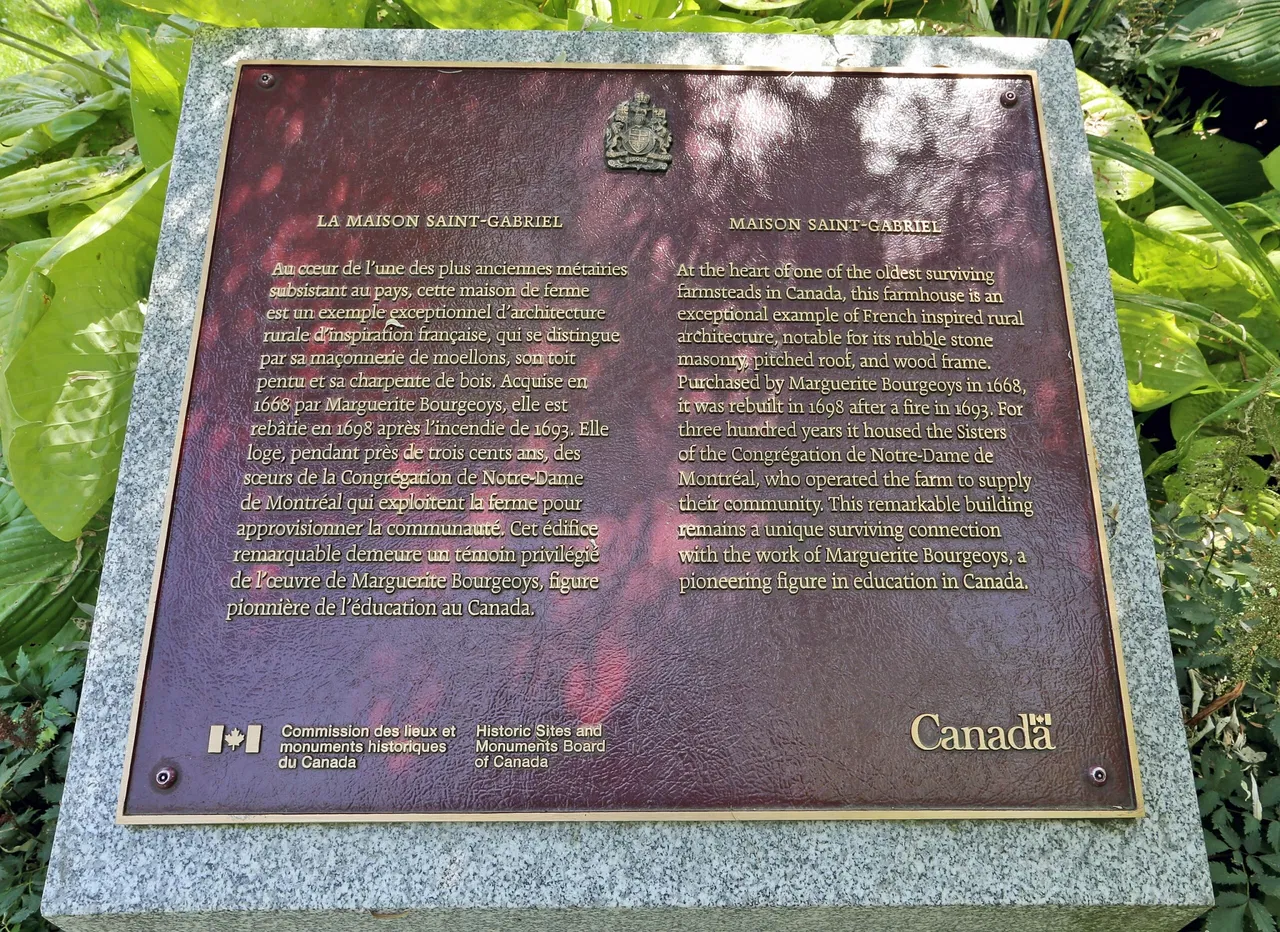 LA MAISON SAINT-GABRIEL
Au cœur de l'une des plus anciennes métairies
subsistant au pays, cette maison de ferme
est un exemple exceptionnel d'architecture
rurale d'inspiration française, qui se distingue
par sa maçonnerie de moellons, son toit
pentu et sa charpente de bois. Acquise en
1668 par Marguerite Bourgeoys, elle est
rebâtie en 1698 après l'incendie de 1693. Elle
loge, pendant près de trois cents ans, des
sœurs de la Congrégation de Notre-Dame
de Montréal qui exploitent la ferme pour
approvisionner la communauté. Cet édifice
remarquable demeure un témoin privilégié
de l'œuvre de Marguerite Bourgeoys, figure
pionnière de l'éducation au Canada.
MAISON SAINT-GABRIEL
At the heart of one of the oldest surviving
farmsteads in Canada, this farmhouse is an
exceptional example of French inspired rural
architecture, notable for its rubble stone
masonry, pitched roof, and wood frame.
Purchased by Marguerite Bourgeoys in 1668,
it was rebuilt in 1698 after a fire in 1693. For
three hundred years it housed the Sisters
of the Congrégation de Notre-Dame de
Montréal, who operated the farm to supply
their community. This remarkable building
remains a unique surviving connection
with the work of Marguerite Bourgeoys, a
pioneering figure in education in Canada.
Commission des lieux et
monuments historiques
du Canada
Historic Sites and
Monuments Board
of Canada
Canada